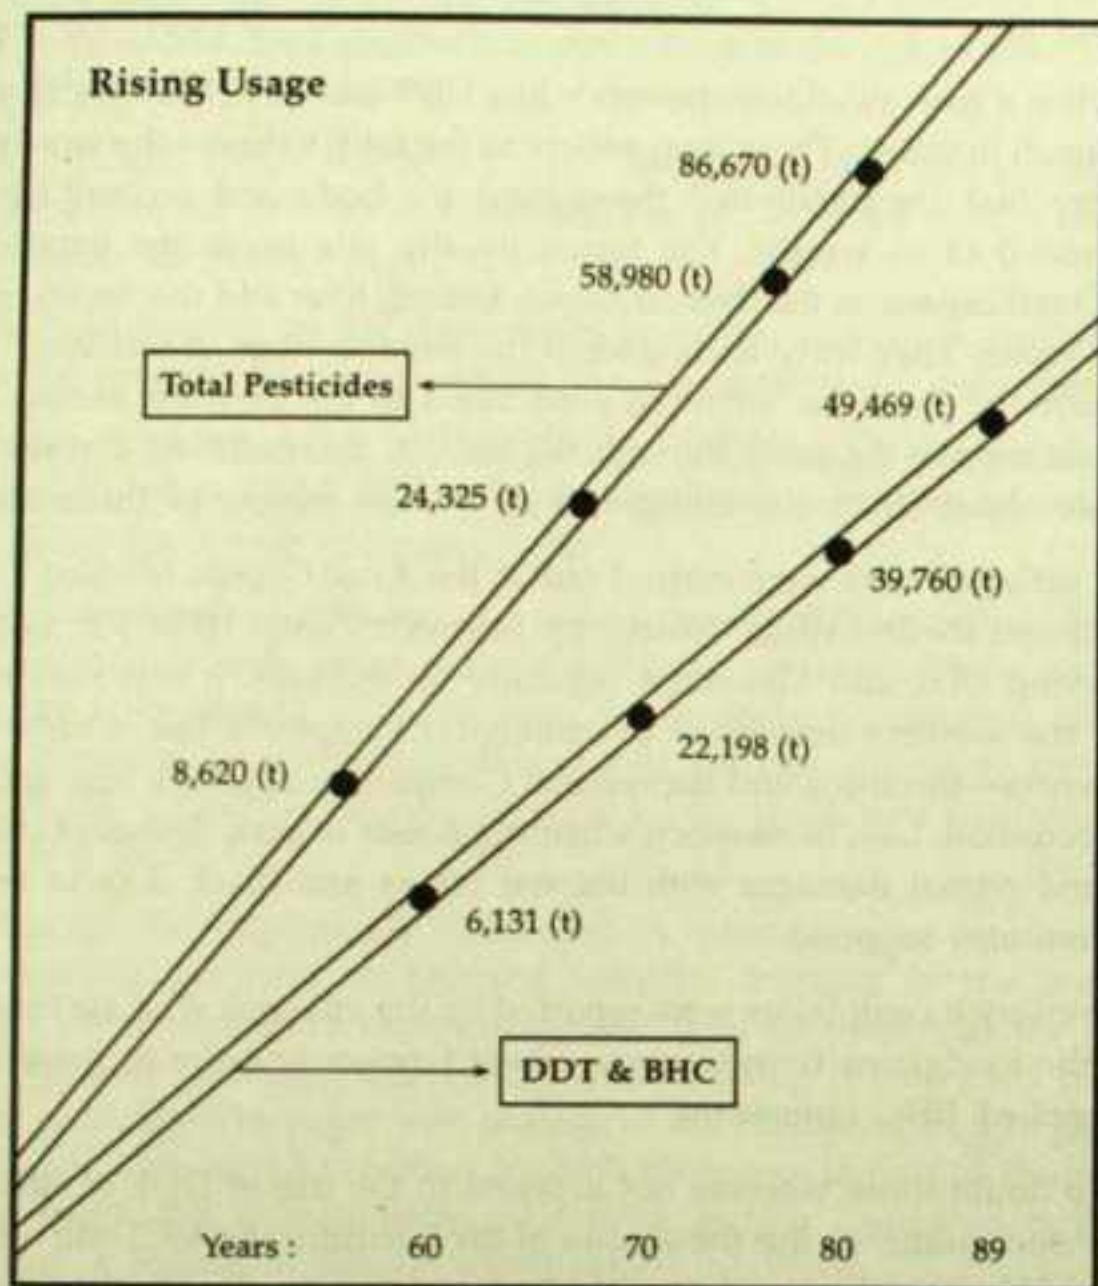 Rising Usage
86,670 (t)
58,980 (t)
Total Pesticides
49,469 (t)
24,325 (t)
39,760 (t)
22,198 (t)
8,620 (t)
6,131 (t)
DDT & BHC
Years : 60 70 80 89